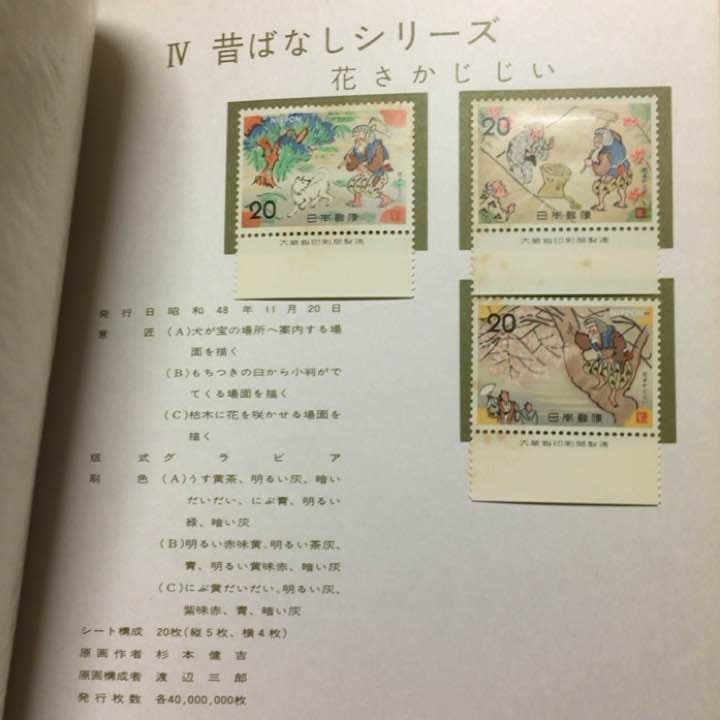 IV 昔ばなしシリーズ
花さかじじい
NIPPON
20
日本郵便
大蔵省印刷局製造
20
日本郵便
大蔵省印刷局製造
20
NIPPON
日本郵便
大蔵省印刷局製造
発行日 昭和48年11月20日
意匠 (A)犬が宝の場所へ案内する場
面を描く
(B)もちつきの臼から小判がで
てくる場面を描く
(C)枯木に花を咲かせる場面を
描く
版式 グラビア
刷色 (A)うす黄茶、明るい灰、暗い
だいだい、にぶ青、明るい
緑、暗い灰
(B)明るい赤味黄、明るい茶灰、
青、明るい黄味赤、暗い灰
(C)にぶ黄だいだい、明るい灰、
紫味赤、青、暗い灰
シート構成 20枚(縦5枚、横4枚)
原画作者 杉本健吉
原画構成者 渡辺三郎
発行枚数 各40,000,000枚